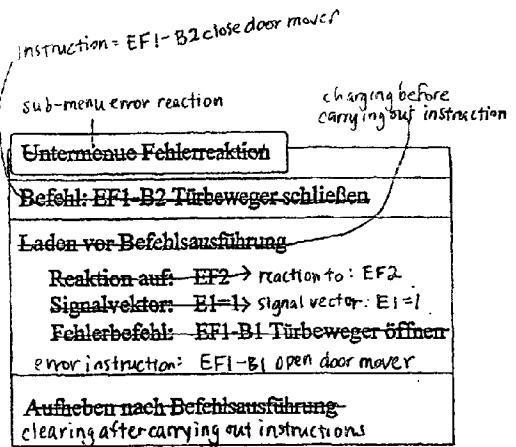 instruction = EF1-B2 close door mover
sub-menu error reaction
charging before
carrying out instruction
Untermenue Fehlerreaktion
Befehl: EF1-B2 Türbeweger schließen
Laden vor Befehlsausführung
Reaktion auf: EF2 → reaction to: EF2
Signalvektor: E1=1 → signal vector: E1=1
Fehlerbefehl: EF1-B1 Türbeweger öffnen
error instruction: EF1-B1 open door mover
Aufheben nach Befehlsausführung
clearing after carrying out instructions